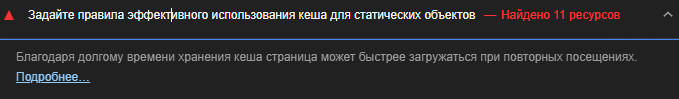 Задайте правила эффективного использования кеша для статических объектов — Найдено 11 ресурсов
Благодаря долгому времени хранения кеша страница может быстрее загружаться при повторных посещениях.
Подробнее…